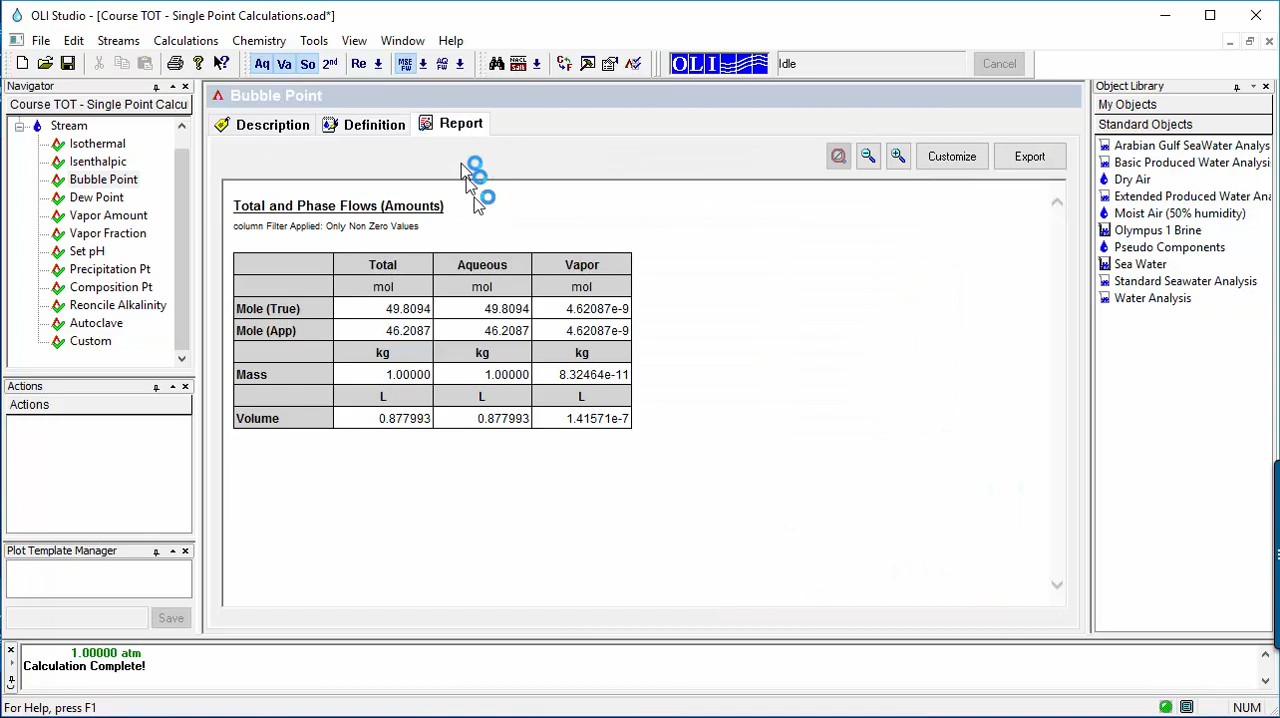 OLI Studio - [Course TOT - Single Point Calculations.oad*]
File Edit Streams Calculations Chemistry Tools View Window Help
Aq Va So 2nd Re MSE FW AQ FW Neut Salt OLI Idle Cancel
Navigator
Course TOT - Single Point Calcu
Stream
Isothermal
Isenthalpic
Bubble Point
Dew Point
Vapor Amount
Vapor Fraction
Set pH
Precipitation Pt
Composition Pt
Reconcile Alkalinity
Autoclave
Custom
Actions
Actions
Plot Template Manager
Save
Bubble Point
Description Definition Report
Customize Export
Total and Phase Flows (Amounts)
column Filter Applied: Only Non Zero Values
Total Aqueous Vapor
mol mol mol
Mole (True) 49.8094 49.8094 4.62087e-9
Mole (App) 46.2087 46.2087 4.62087e-9
kg kg kg
Mass 1.00000 1.00000 8.32464e-11
L L L
Volume 0.877993 0.877993 1.41571e-7
Object Library
My Objects
Standard Objects
Arabian Gulf SeaWater Analys
Basic Produced Water Analysi
Dry Air
Extended Produced Water Ana
Moist Air (50% humidity)
Olympus 1 Brine
Pseudo Components
Sea Water
Standard Seawater Analysis
Water Analysis
1.00000 atm
Calculation Complete!
For Help, press F1
NUM